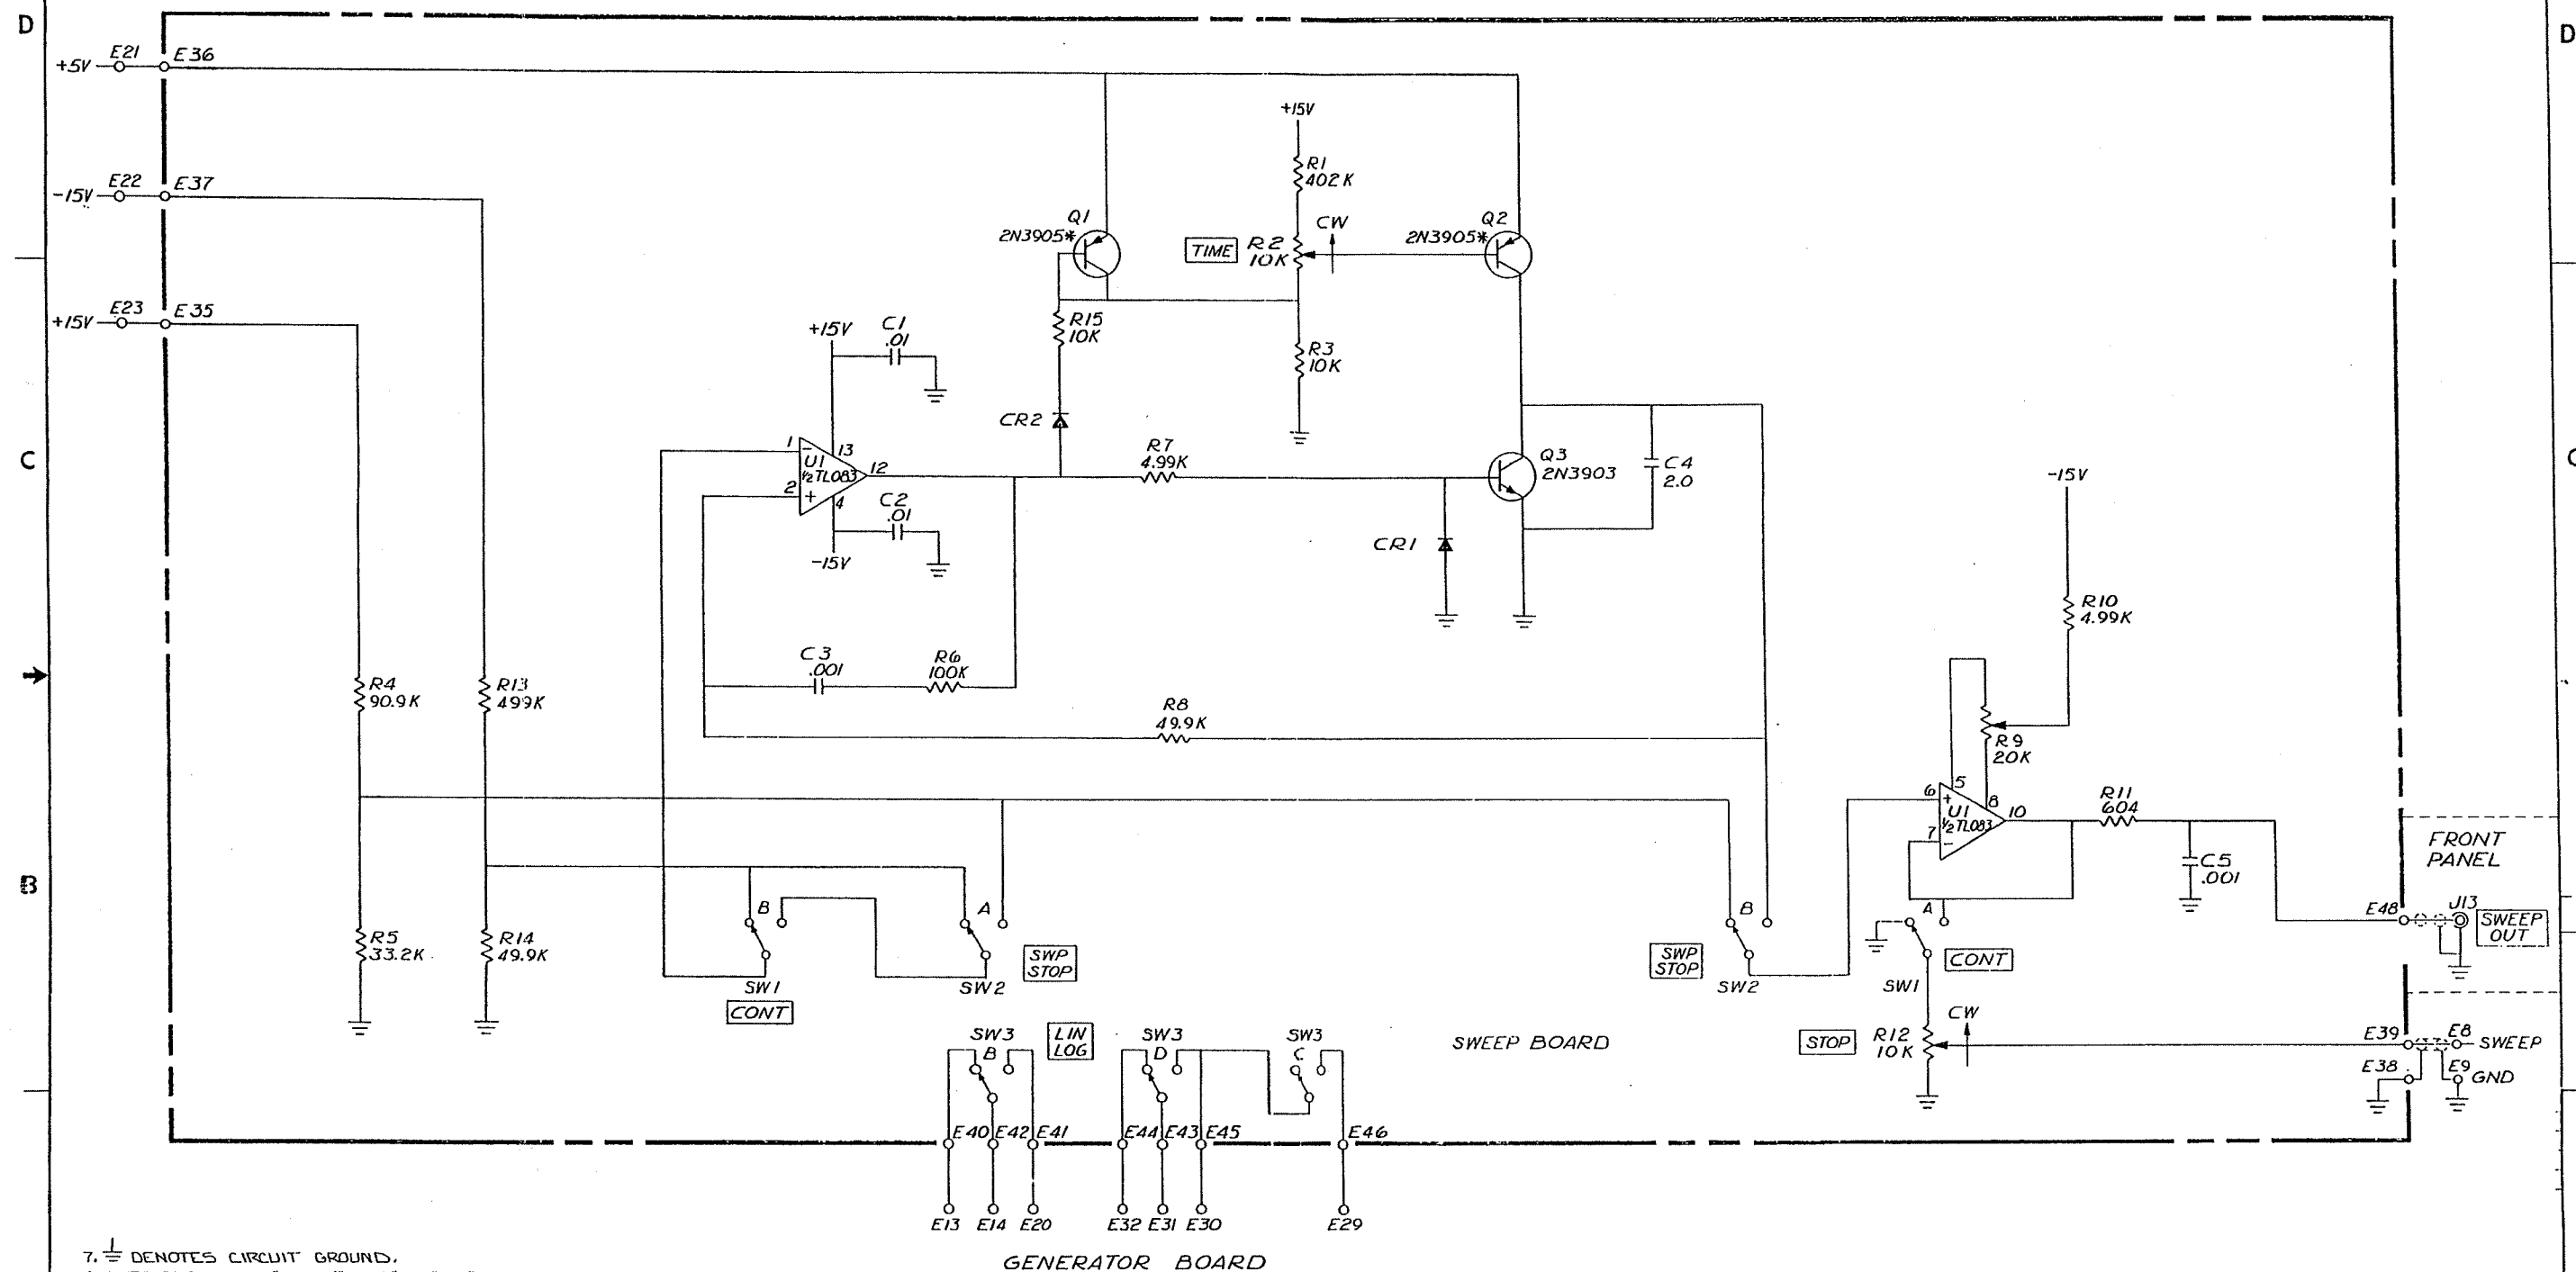 D
D
+5V
E21
E36
-15V
E22
E37
+15V
E23
E35
+15V
R1
402K
Q1
2N3905*
TIME
R2
10K
CW
Q2
2N3905*
R15
10K
R3
10K
+15V
C1
.01
CR2
C
1
2
U1
1/2 TL083
13
12
4
-
+
C2
.01
-15V
R7
4.99K
Q3
2N3903
C4
2.0
CR1
-15V
R10
4.99K
C3
.001
R6
100K
R4
90.9K
R13
499K
R8
49.9K
R9
20K
5
6
7
8
10
+
-
U1
1/2 TL083
R11
604
C5
.001
FRONT
PANEL
B
R5
33.2K
R14
49.9K
B
SW1
CONT
A
SW2
SWP
STOP
B
SW2
SWP
STOP
A
SW1
CONT
E48
J13
SWEEP
OUT
STOP
R12
10K
CW
E39
E8
SWEEP
E38
E9
GND
SW3
B
LIN
LOG
SW3
D
SW3
C
SWEEP BOARD
E40
E42
E41
E44
E43
E45
E46
E13
E14
E20
E32
E31
E30
E29
7. ⏚ DENOTES CIRCUIT GROUND.
GENERATOR BOARD